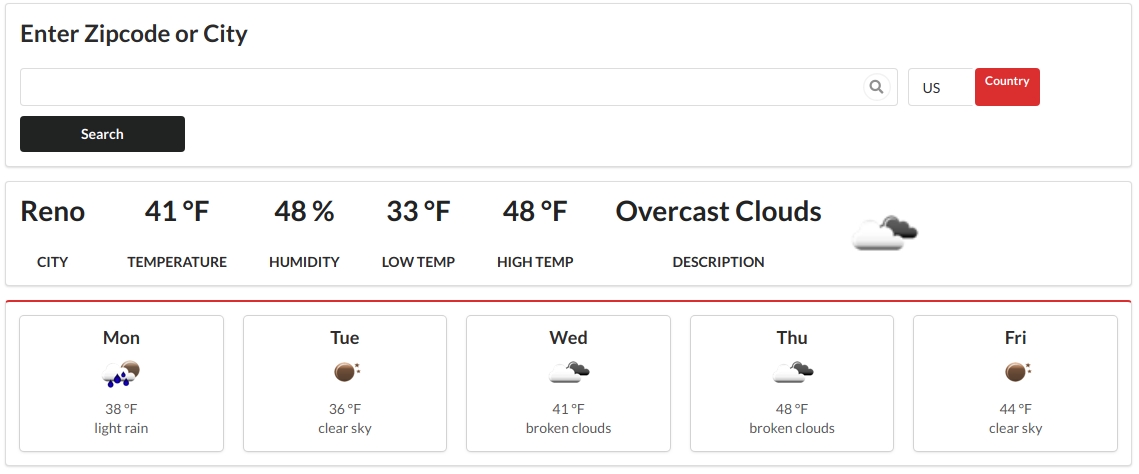 Enter Zipcode or City
US Country
Search
Reno 41 °F 48 % 33 °F 48 °F Overcast Clouds
CITY TEMPERATURE HUMIDITY LOW TEMP HIGH TEMP DESCRIPTION
Mon Tue Wed Thu Fri
38 °F 36 °F 41 °F 48 °F 44 °F
light rain clear sky broken clouds broken clouds clear sky